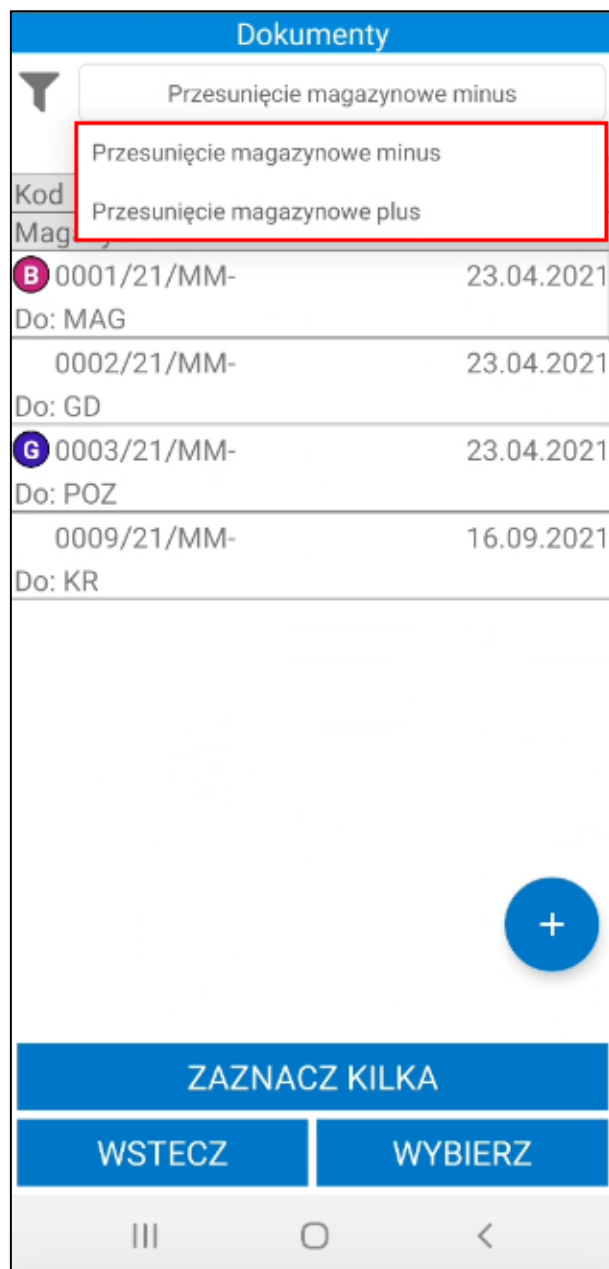 Dokumenty
Przesunięcie magazynowe minus
Przesunięcie magazynowe minus
Przesunięcie magazynowe plus
Kod
B 0001/21/MM- 23.04.2021
Do: MAG
0002/21/MM- 23.04.2021
Do: GD
G 0003/21/MM- 23.04.2021
Do: POZ
0009/21/MM- 16.09.2021
Do: KR
+
ZAZNACZ KILKA
WSTECZ WYBIERZ